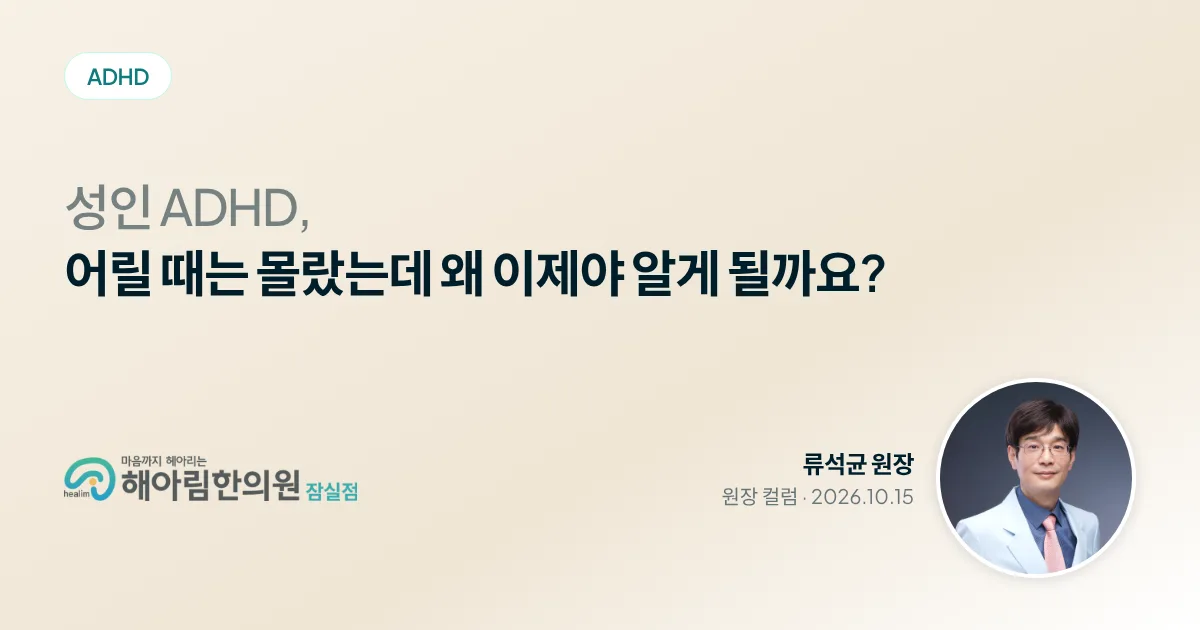 ADHD
성인 ADHD,
어릴 때는 몰랐는데 왜 이제야 알게 될까요?
마음까지 헤아리는
healim 해아림한의원 잠실점
류석균 원장
원장 컬럼 · 2026.10.15